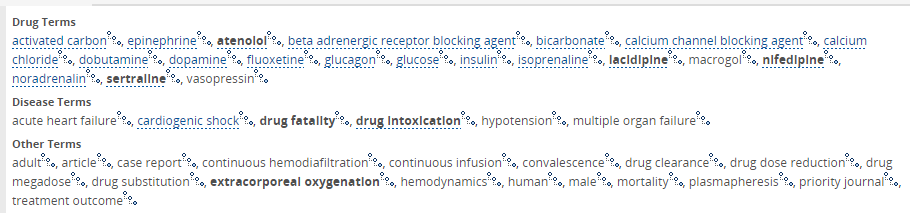 Drug Terms
activated carbon, epinephrine, atenolol, beta adrenergic receptor blocking agent, bicarbonate, calcium channel blocking agent, calcium
chloride, dobutamine, dopamine, fluoxetine, glucagon, glucose, insulin, isoprenaline, lacidipine, macrogol, nifedipine,
noradrenalin, sertraline, vasopressin
Disease Terms
acute heart failure, cardiogenic shock, drug fatality, drug intoxication, hypotension, multiple organ failure
Other Terms
adult, article, case report, continuous hemodiafiltration, continuous infusion, convalescence, drug clearance, drug dose reduction, drug
megadose, drug substitution, extracorporeal oxygenation, hemodynamics, human, male, mortality, plasmapheresis, priority journal,
treatment outcome